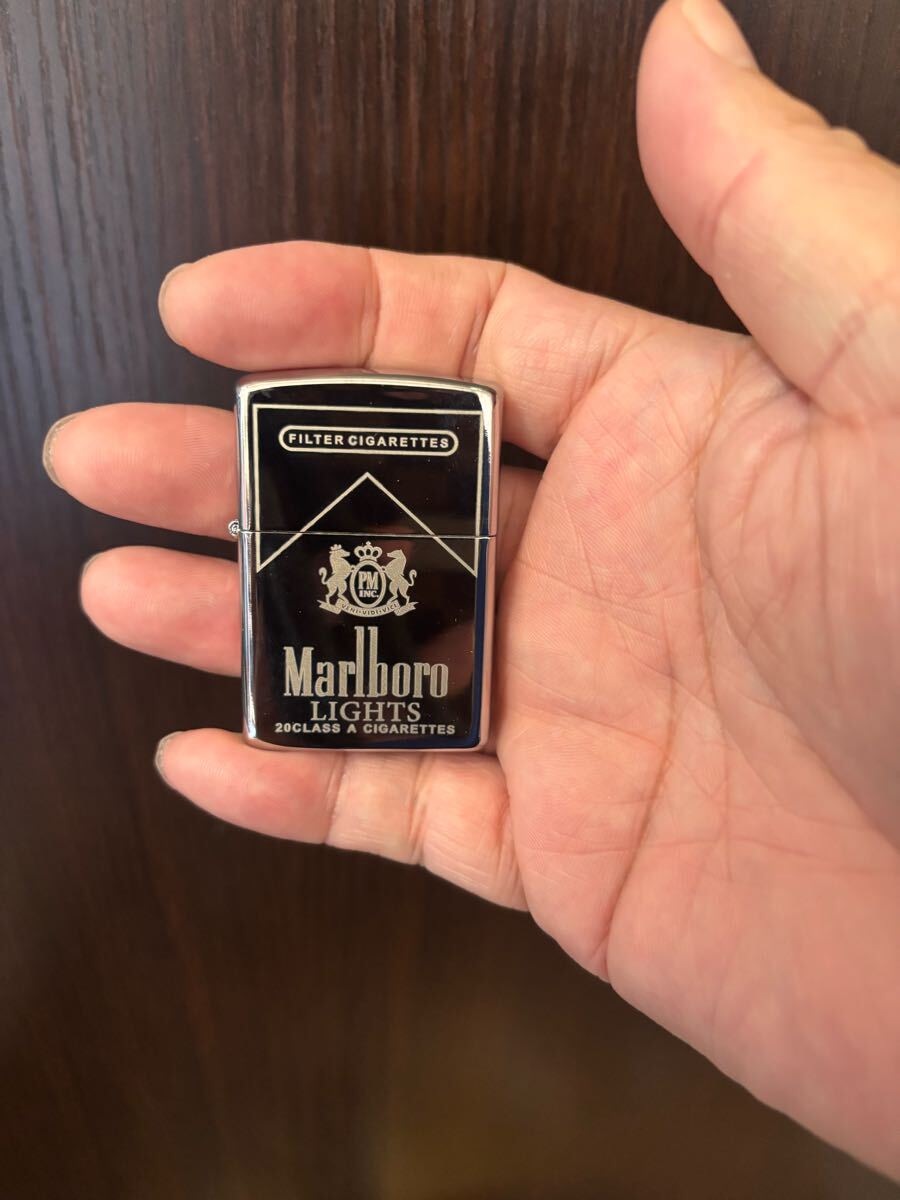 FILTER CIGARETTES
PM
INC.
VENI·VIDI·VICI
Marlboro
LIGHTS
20CLASS A CIGARETTES